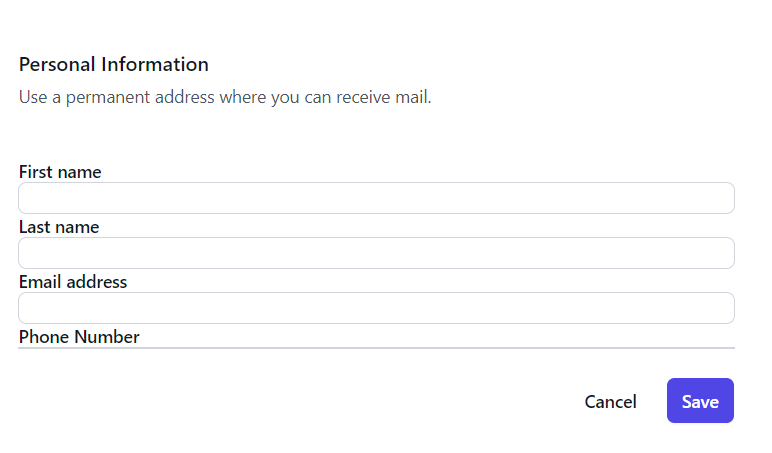 Personal Information
Use a permanent address where you can receive mail.
First name
Last name
Email address
Phone Number
Cancel Save